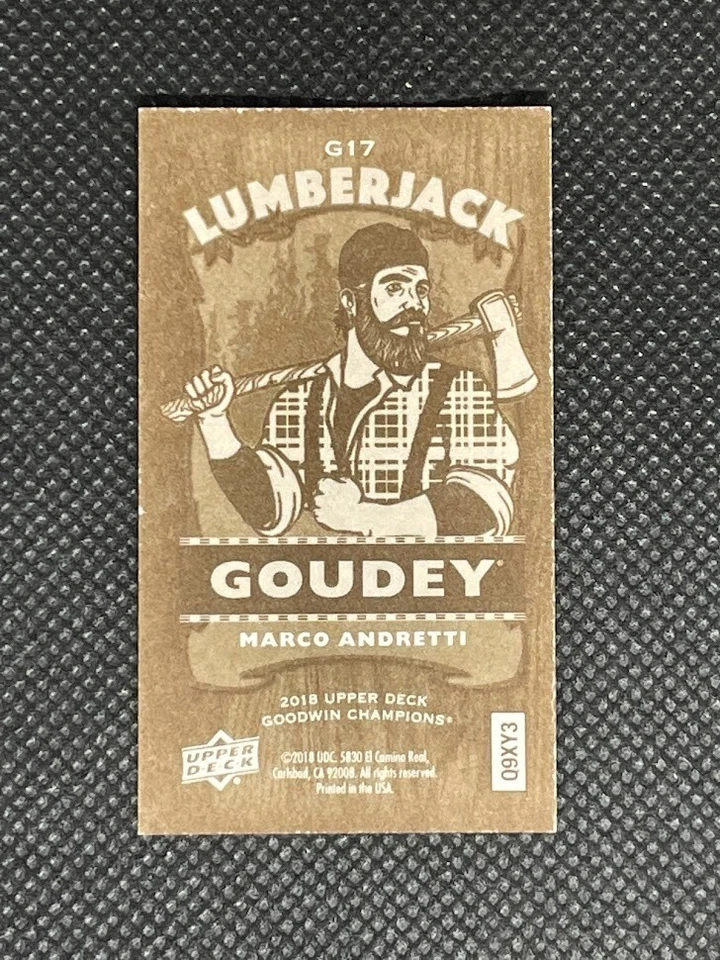 G17
LUMBERJACK
GOUDEY®
MARCO ANDRETTI
2018 UPPER DECK
GOODWIN CHAMPIONS®
UPPER
D·E·C·K®
©2018 UDC. 5830 El Camino Real,
Carlsbad, CA 92008. All rights reserved.
Printed in the USA.
Q9XY3